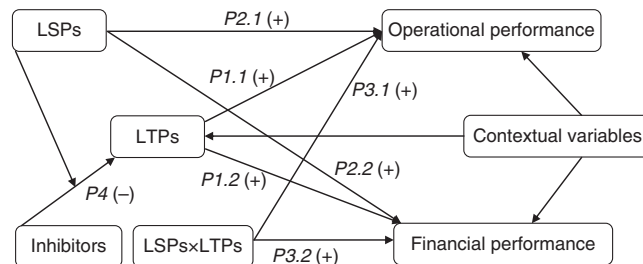 LSPs
P2.1 (+)
Operational performance
P1.1 (+)
P3.1 (+)
LTPs
Contextual variables
P2.2 (+)
P1.2 (+)
P4 (–)
Inhibitors
LSPs×LTPs
P3.2 (+)
Financial performance